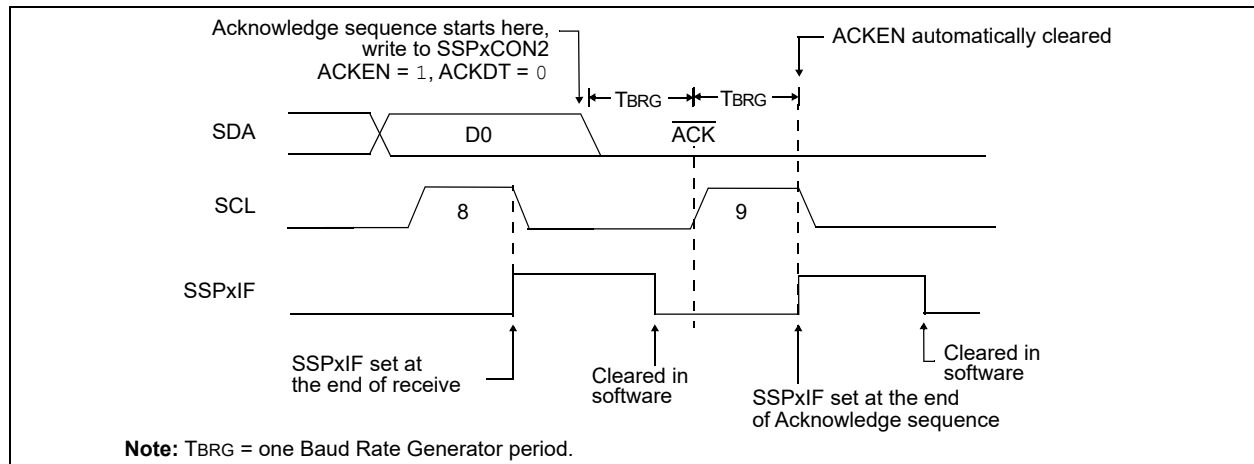 Acknowledge sequence starts here,
write to SSPxCON2
ACKEN = 1, ACKDT = 0
ACKEN automatically cleared
TBRG
TBRG
SDA
D0
ACK
SCL
8
9
SSPxIF
SSPxIF set at
the end of receive
Cleared in
software
SSPxIF set at the end
of Acknowledge sequence
Cleared in
software
Note: TBRG = one Baud Rate Generator period.